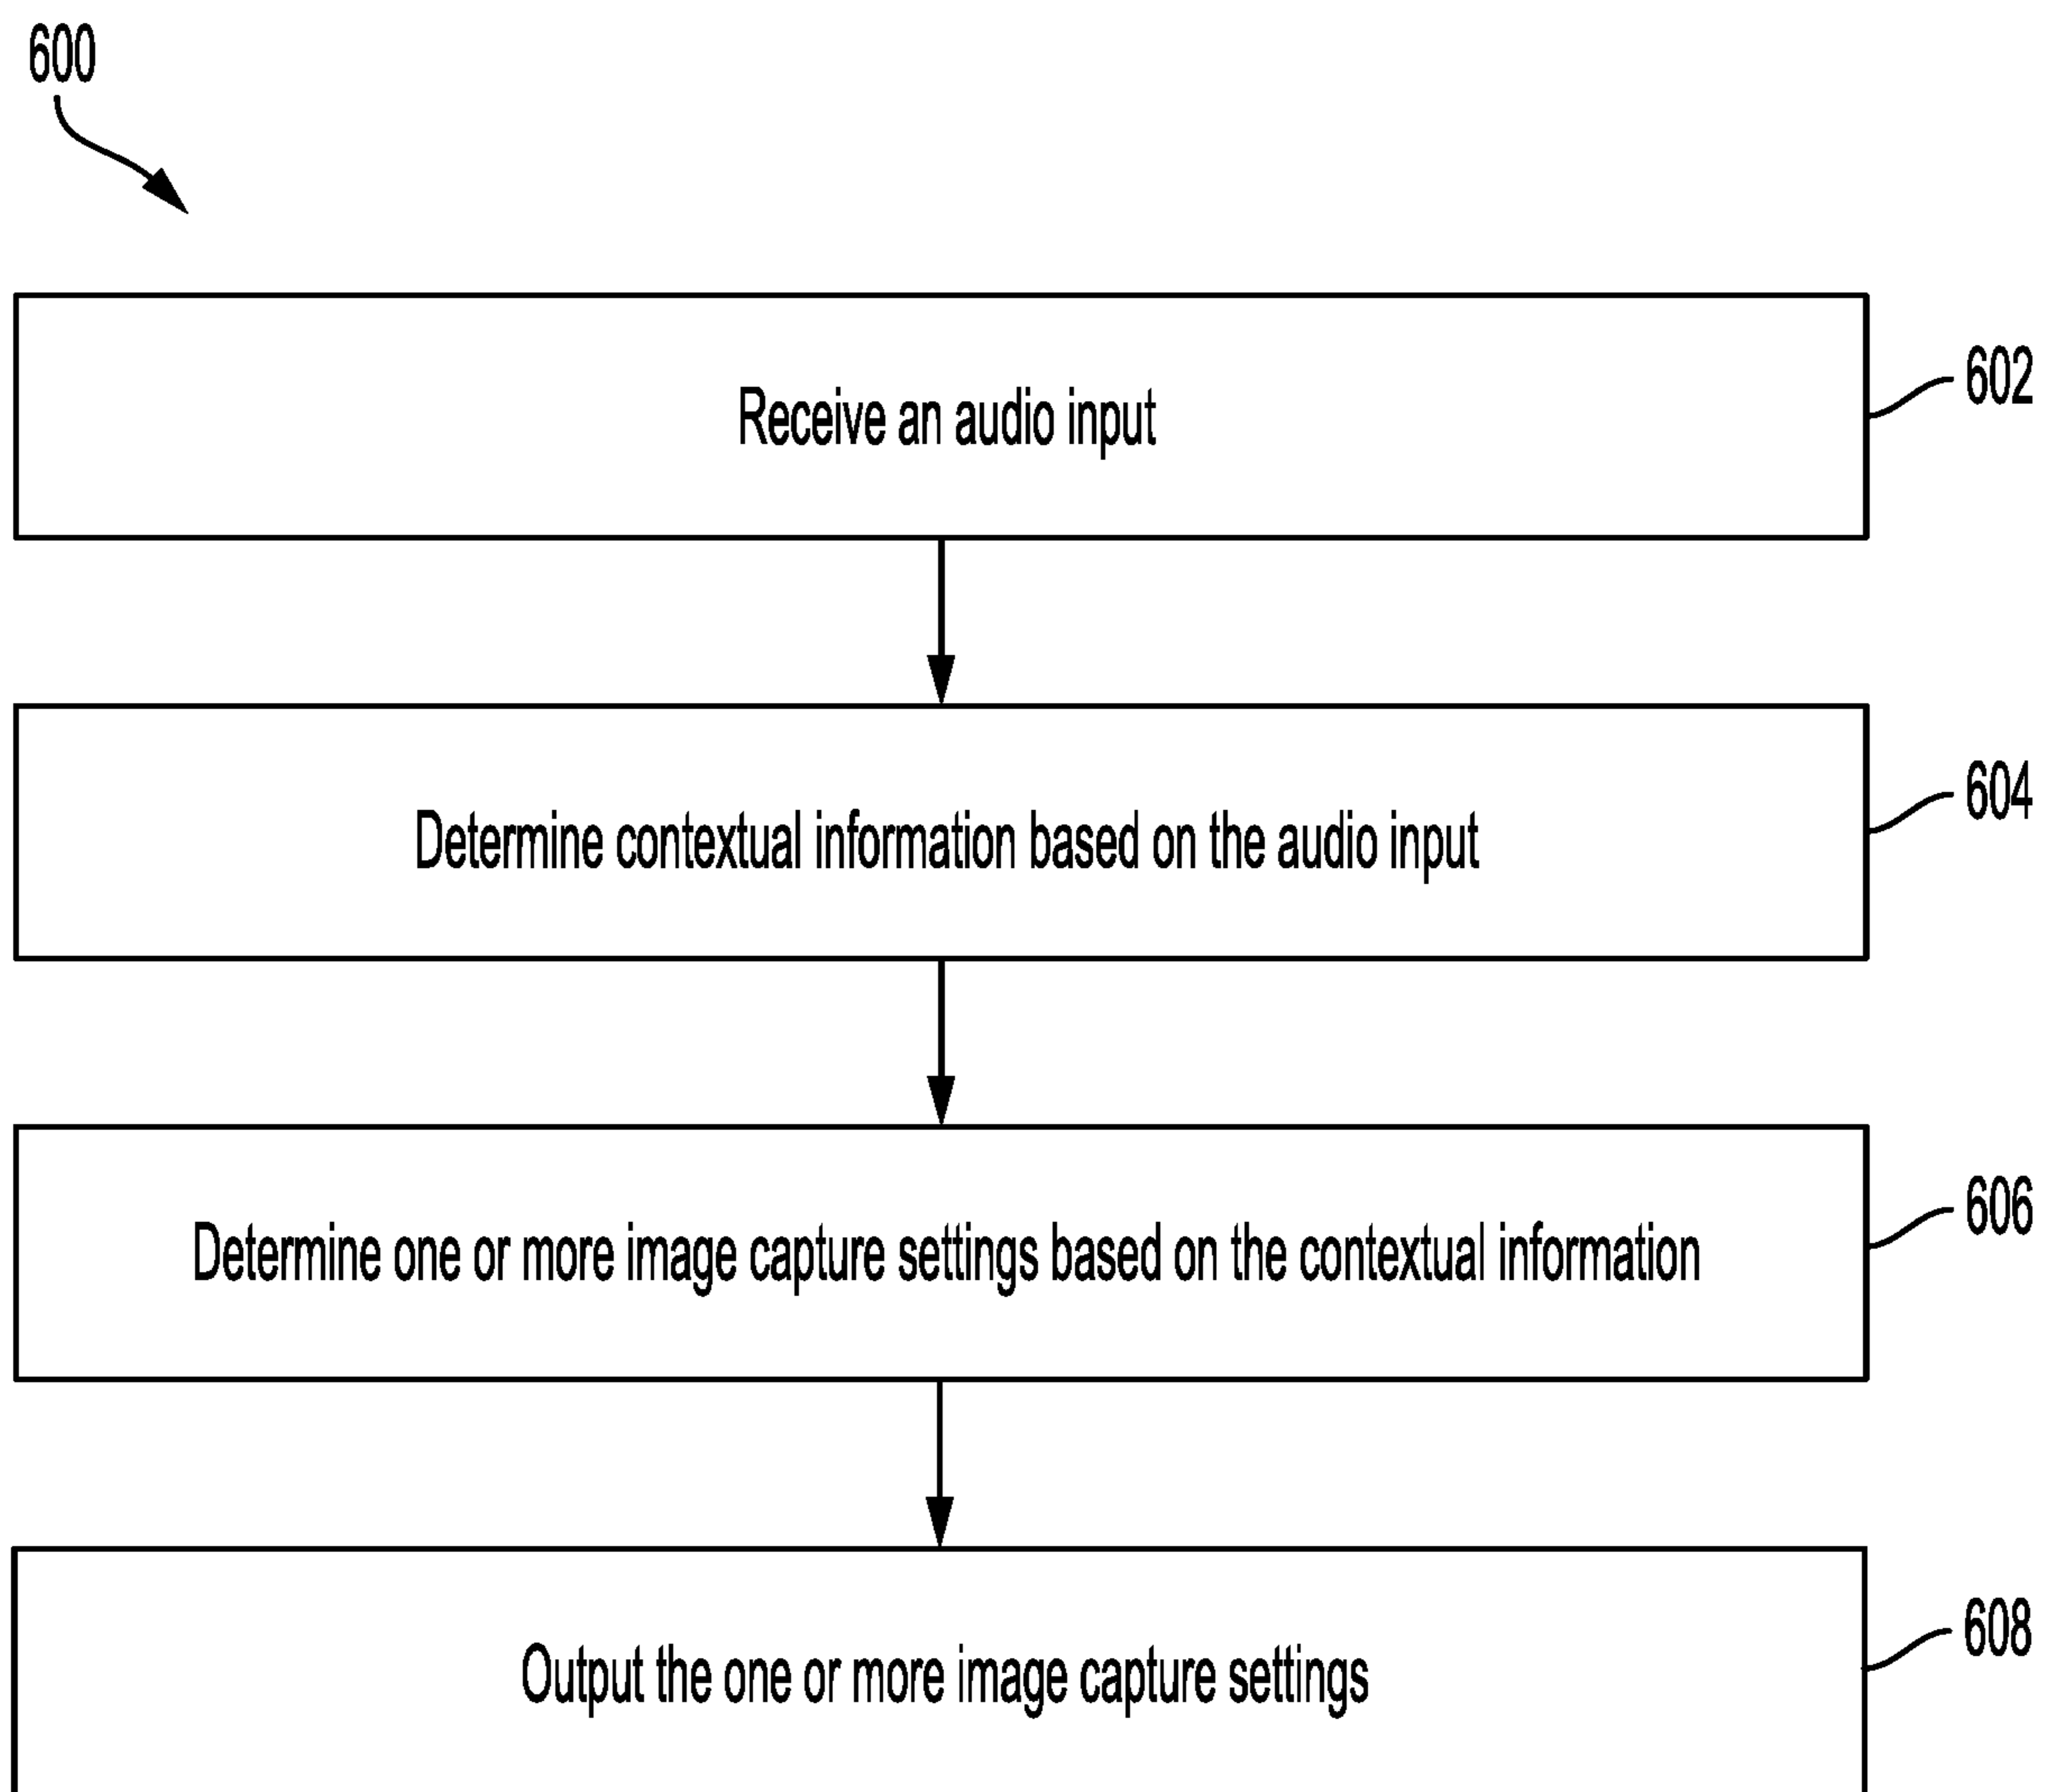 600
Receive an audio input
602
Determine contextual information based on the audio input
604
Determine one or more image capture settings based on the contextual information
606
Output the one or more image capture settings
608